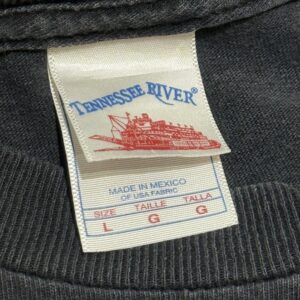 TENNESSEE RIVER®
MADE IN MEXICO
OF USA FABRIC
SIZE TAILLE TALLA
L G G